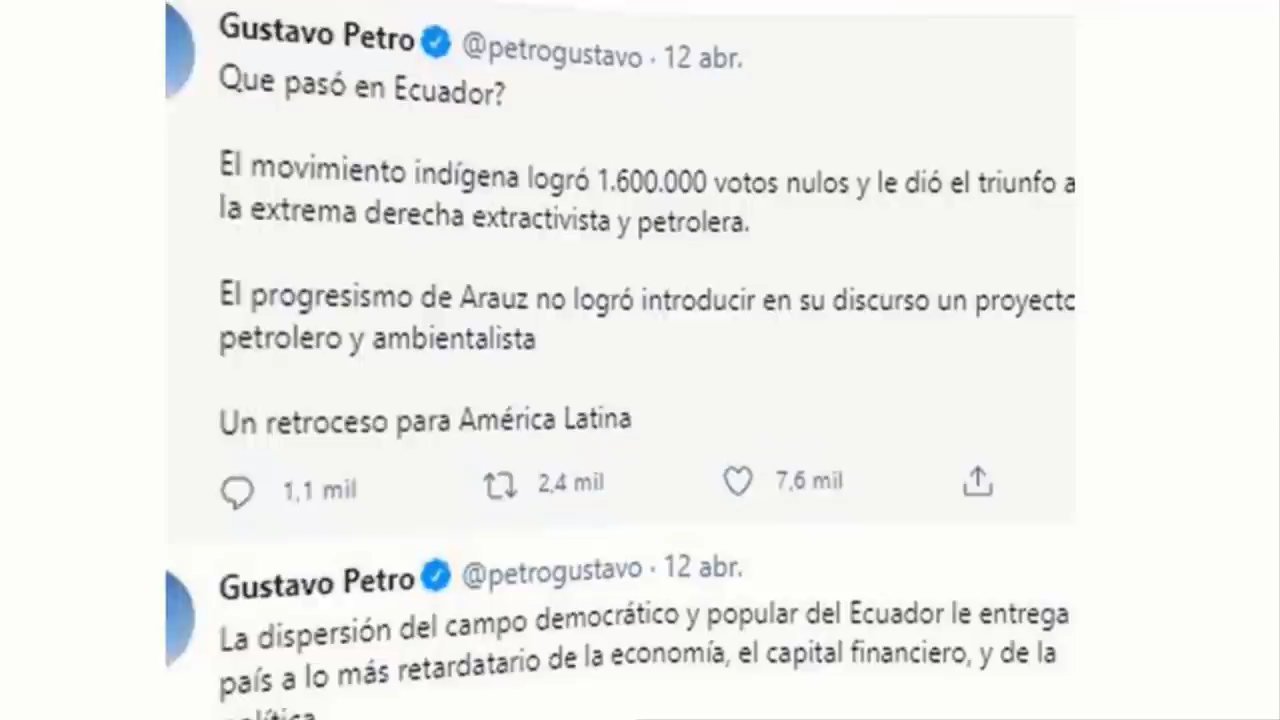 Gustavo Petro @petrogustavo · 12 abr.
Que pasó en Ecuador?
El movimiento indígena logró 1.600.000 votos nulos y le dió el triunfo a
la extrema derecha extractivista y petrolera.
El progresismo de Arauz no logró introducir en su discurso un proyecto
petrolero y ambientalista
Un retroceso para América Latina
1,1 mil 2,4 mil 7,6 mil
Gustavo Petro @petrogustavo · 12 abr.
La dispersión del campo democrático y popular del Ecuador le entrega
país a lo más retardatario de la economía, el capital financiero, y de la